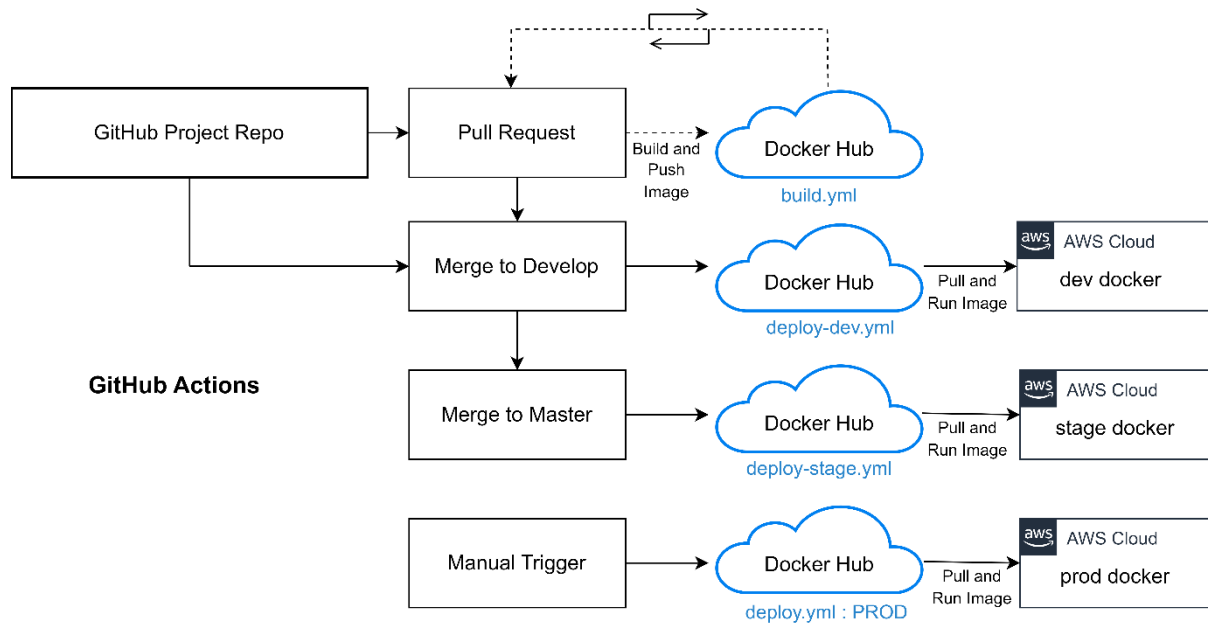 GitHub Project Repo
Pull Request
Build and
Push
Image
Docker Hub
build.yml
Merge to Develop
Docker Hub
deploy-dev.yml
Pull and
Run Image
aws
AWS Cloud
dev docker
GitHub Actions
Merge to Master
Docker Hub
deploy-stage.yml
Pull and
Run Image
aws
AWS Cloud
stage docker
Manual Trigger
Docker Hub
deploy.yml : PROD
Pull and
Run Image
aws
AWS Cloud
prod docker